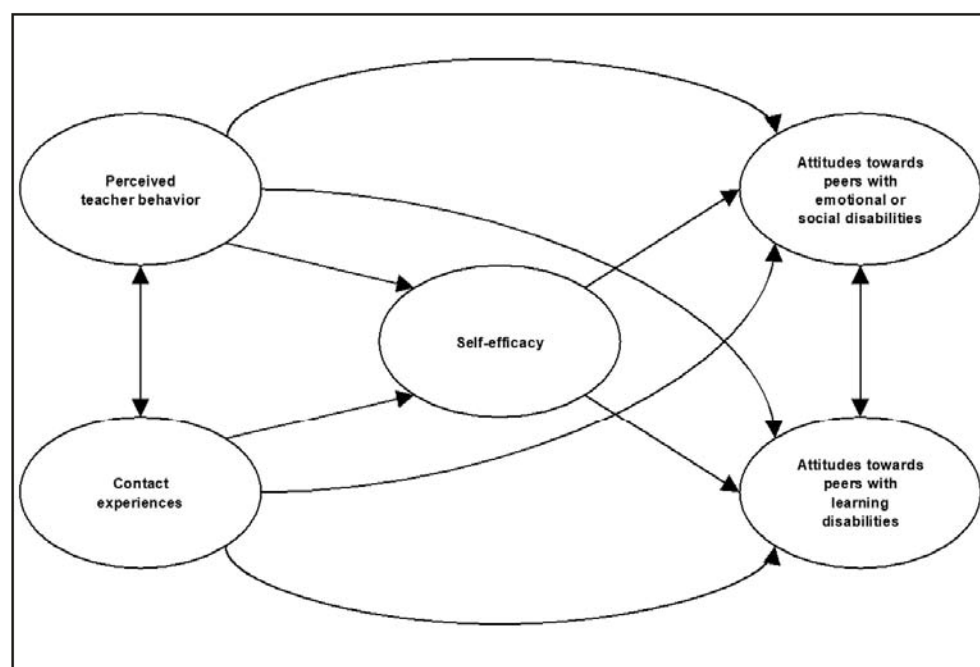 Perceived
teacher behavior
Attitudes towards
peers with
emotional or
social disabilities
Self-efficacy
Contact
experiences
Attitudes towards
peers with
learning
disabilities